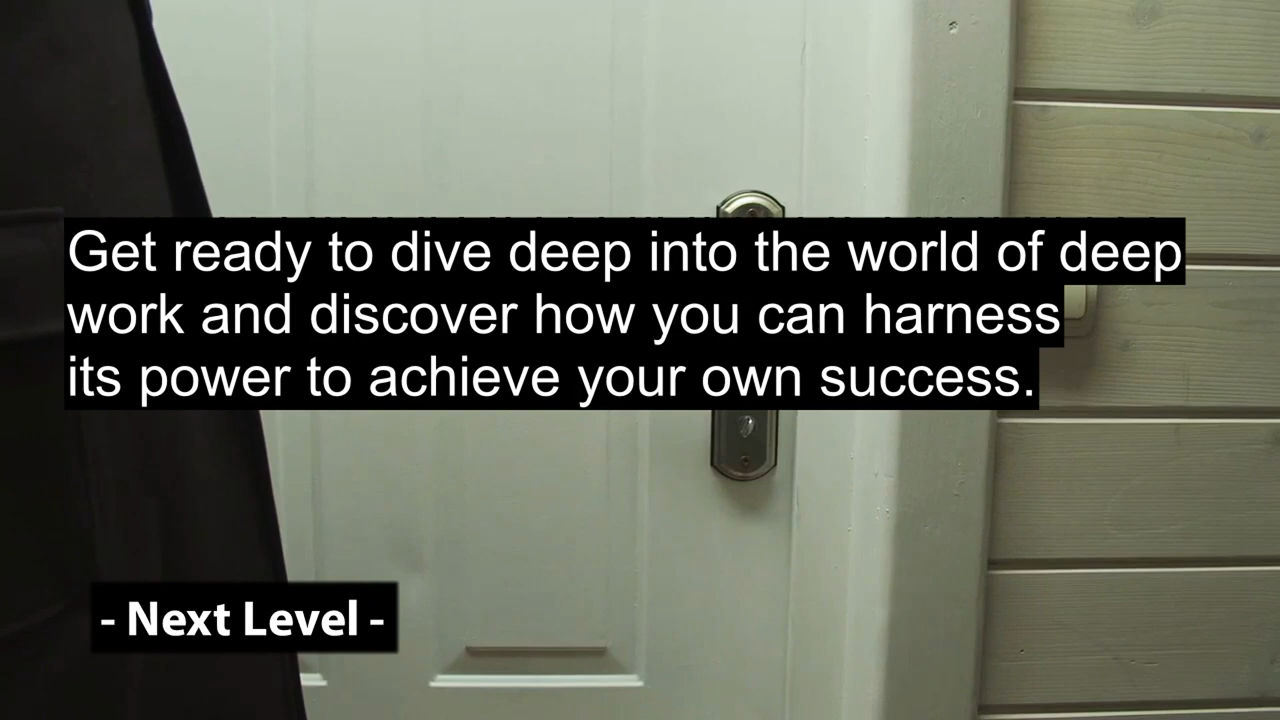 Get ready to dive deep into the world of deep
work and discover how you can harness
its power to achieve your own success.
- Next Level -